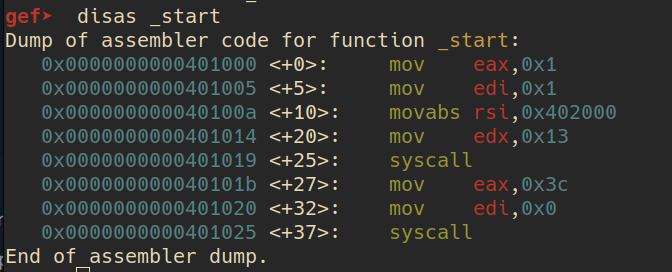 gef➤  disas _start
Dump of assembler code for function _start:
   0x0000000000401000 <+0>:     mov    eax,0x1
   0x0000000000401005 <+5>:     mov    edi,0x1
   0x000000000040100a <+10>:    movabs rsi,0x402000
   0x0000000000401014 <+20>:    mov    edx,0x13
   0x0000000000401019 <+25>:    syscall
   0x000000000040101b <+27>:    mov    eax,0x3c
   0x0000000000401020 <+32>:    mov    edi,0x0
   0x0000000000401025 <+37>:    syscall
End of assembler dump.